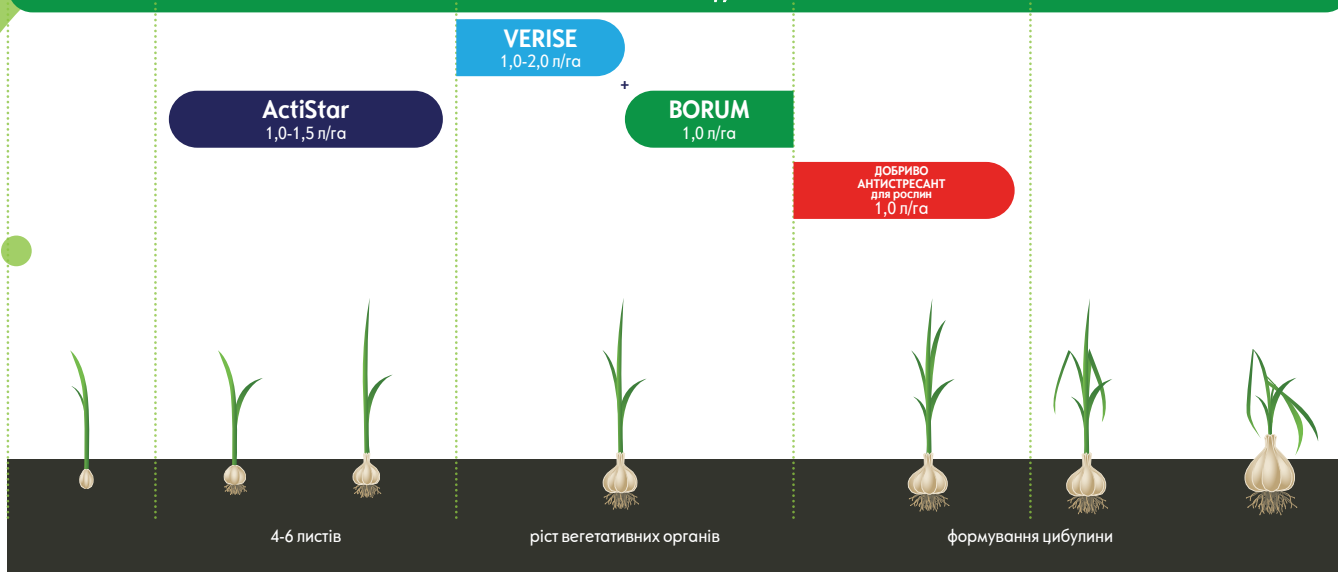 VERISE
1,0-2,0 л/га
+
ActiStar
1,0-1,5 л/га
BORUM
1,0 л/га
ДОБРИВО
АНТИСТРЕСАНТ
для рослин
1,0 л/га
4-6 листів
ріст вегетативних органів
формування цибулини